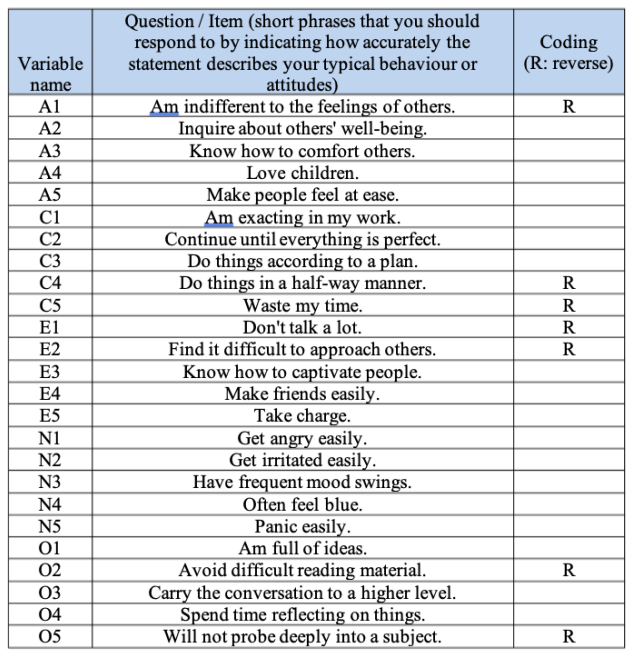 Variable name
Question / Item (short phrases that you should
respond to by indicating how accurately the
statement describes your typical behaviour or
attitudes)
Coding
(R: reverse)
A1 Am indifferent to the feelings of others. R
A2 Inquire about others' well-being.
A3 Know how to comfort others.
A4 Love children.
A5 Make people feel at ease.
C1 Am exacting in my work.
C2 Continue until everything is perfect.
C3 Do things according to a plan.
C4 Do things in a half-way manner. R
C5 Waste my time. R
E1 Don't talk a lot. R
E2 Find it difficult to approach others. R
E3 Know how to captivate people.
E4 Make friends easily.
E5 Take charge.
N1 Get angry easily.
N2 Get irritated easily.
N3 Have frequent mood swings.
N4 Often feel blue.
N5 Panic easily.
O1 Am full of ideas.
O2 Avoid difficult reading material. R
O3 Carry the conversation to a higher level.
O4 Spend time reflecting on things.
O5 Will not probe deeply into a subject. R